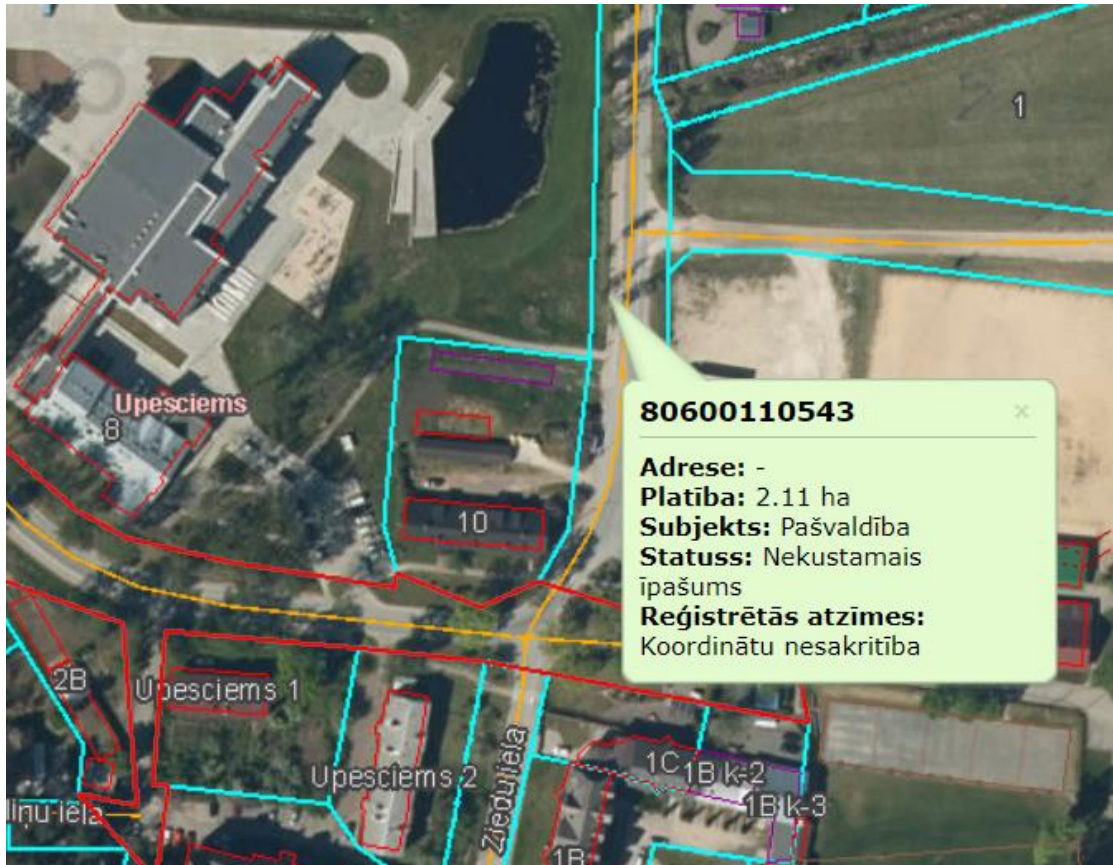 1
Upesciems
8
80600110543
×
Adrese: -
Platība: 2.11 ha
Subjekts: Pašvaldība
Statuss: Nekustamais
īpašums
Reģistrētās atzīmes:
Koordinātu nesakritība
10
2B
Upesciems 1
Upesciems 2
Ziedu iela
1C
1B k-2
1B k-3
iela
1B